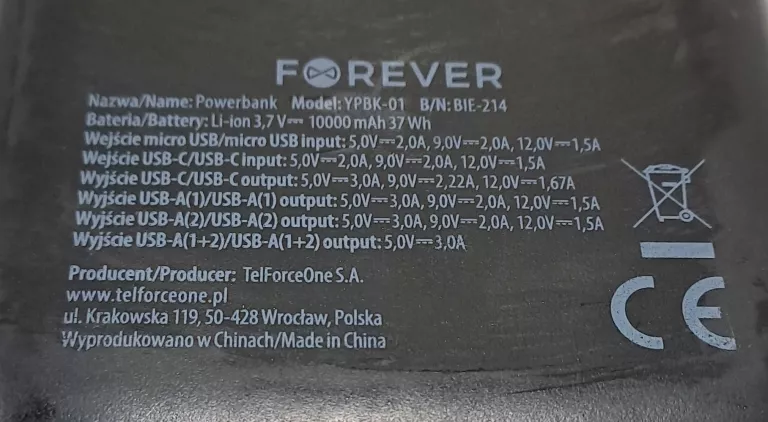 FOREVER
Nazwa/Name: Powerbank Model: YPBK-01 B/N: BIE-214
Bateria/Battery: Li-ion 3,7 V⎓ 10000 mAh 37 Wh
Wejście micro USB/micro USB input: 5,0V⎓2,0A, 9,0V⎓2,0A, 12,0V⎓1,5A
Wejście USB-C/USB-C input: 5,0V⎓2,0A, 9,0V⎓2,0A, 12,0V⎓1,5A
Wyjście USB-C/USB-C output: 5,0V⎓3,0A, 9,0V⎓2,22A, 12,0V⎓1,67A
Wyjście USB-A(1)/USB-A(1) output: 5,0V⎓3,0A, 9,0V⎓2,0A, 12,0V⎓1,5A
Wyjście USB-A(2)/USB-A(2) output: 5,0V⎓3,0A, 9,0V⎓2,0A, 12,0V⎓1,5A
Wyjście USB-A(1+2)/USB-A(1+2) output: 5,0V⎓3,0A
Producent/Producer: TelForceOne S.A.
www.telforceone.pl
ul. Krakowska 119, 50-428 Wrocław, Polska
Wyprodukowano w Chinach/Made in China
CE